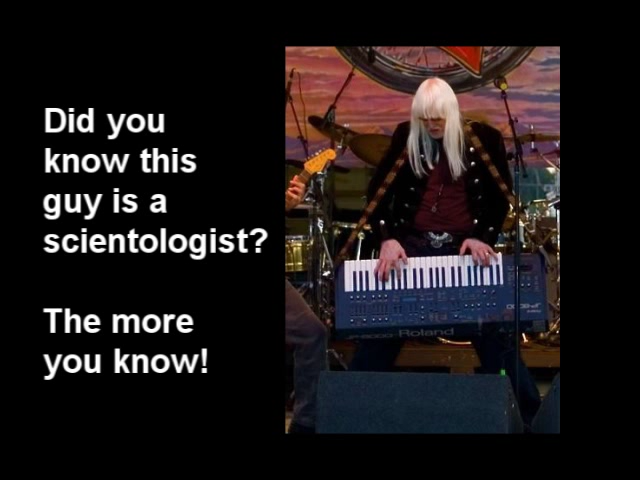 Did you
know this
guy is a
scientologist?
The more
you know!
Roland